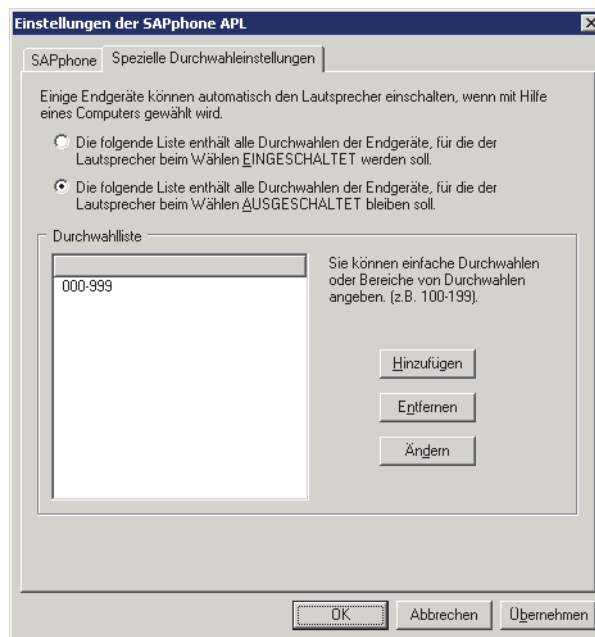 Einstellungen der SAPphone APL
SAPphone
Spezielle Durchwahleinstellungen
Einige Endgeräte können automatisch den Lautsprecher einschalten, wenn mit Hilfe
eines Computers gewählt wird.
Die folgende Liste enthält alle Durchwahlen der Endgeräte, für die der
Lautsprecher beim Wählen EINGESCHALTET werden soll.
Die folgende Liste enthält alle Durchwahlen der Endgeräte, für die der
Lautsprecher beim Wählen AUSGESCHALTET bleiben soll.
Durchwahlliste
000-999
Sie können einfache Durchwahlen
oder Bereiche von Durchwahlen
angeben. (z.B. 100-199).
Hinzufügen
Entfernen
Ändern
OK
Abbrechen
Übernehmen